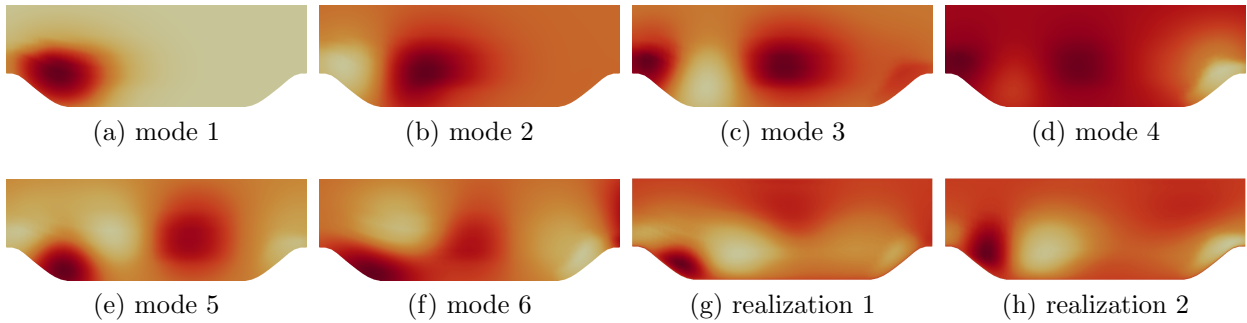 (a) mode 1
(b) mode 2
(c) mode 3
(d) mode 4
(e) mode 5
(f) mode 6
(g) realization 1
(h) realization 2